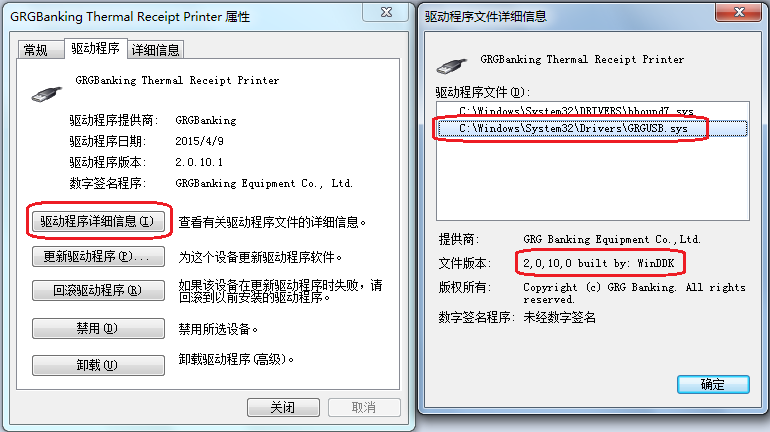 GRGBanking Thermal Receipt Printer 属性
常规
驱动程序
详细信息
GRGBanking Thermal Receipt Printer
驱动程序提供商: GRGBanking
驱动程序日期: 2015/4/9
驱动程序版本: 2.0.10.1
数字签名程序: GRGBanking Equipment Co., Ltd.
驱动程序详细信息(I)
查看有关驱动程序文件的详细信息。
更新驱动程序(P)...
为这个设备更新驱动程序软件。
回滚驱动程序(R)
如果该设备在更新驱动程序时失败,请
回滚到以前安装的驱动程序。
禁用(D)
禁用所选设备。
卸载(U)
卸载驱动程序(高级)。
关闭
取消
驱动程序文件详细信息
GRGBanking Thermal Receipt Printer
驱动程序文件(D):
C:\Windows\System32\DRIVERS\bbound7.sys
C:\Windows\System32\Drivers\GRGUSB.sys
提供商: GRG Banking Equipment Co.,Ltd.
文件版本: 2,0,10,0 built by: WinDDK
版权所有: Copyright (c) GRG Banking. All rights
reserved.
数字签名程序: 未经数字签名
确定